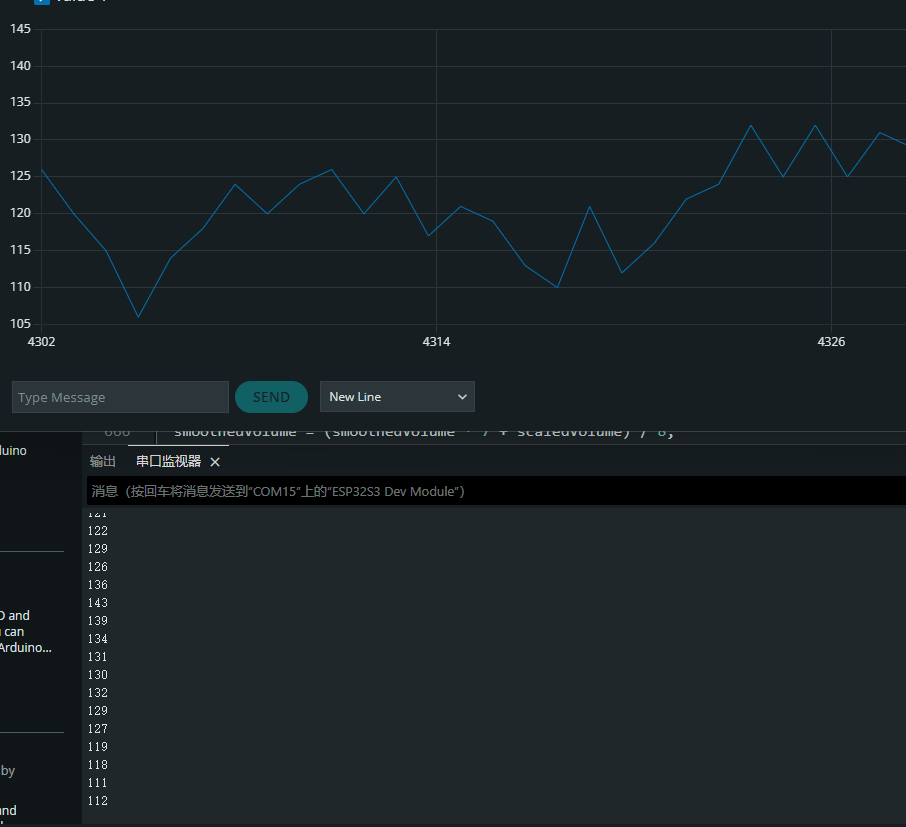 145
140
135
130
125
120
115
110
105
4302 4314 4326
Type Message SEND New Line
666 smoothedVolume = (smoothedVolume * 7 + scaledVolume) / 8;
输出 串口监视器
消息（按回车将消息发送到“COM15”上的“ESP32S3 Dev Module”）
121
122
129
126
136
143
139
134
131
130
132
129
127
119
118
111
112
and
can
Arduino...
by